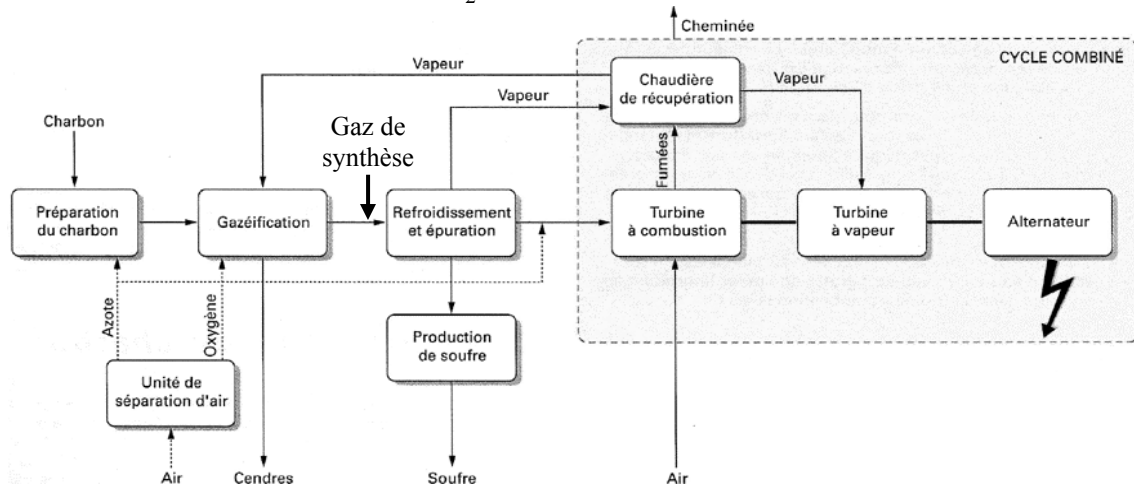 2
Cheminée
CYCLE COMBINÉ
Vapeur
Chaudière
de récupération
Vapeur
Vapeur
Charbon
Gaz de
synthèse
Fumées
Préparation
du charbon
Gazéification
Refroidissement
et épuration
Turbine
à combustion
Turbine
à vapeur
Alternateur
Azote
Oxygène
Production
de soufre
Unité de
séparation d'air
Air
Cendres
Soufre
Air